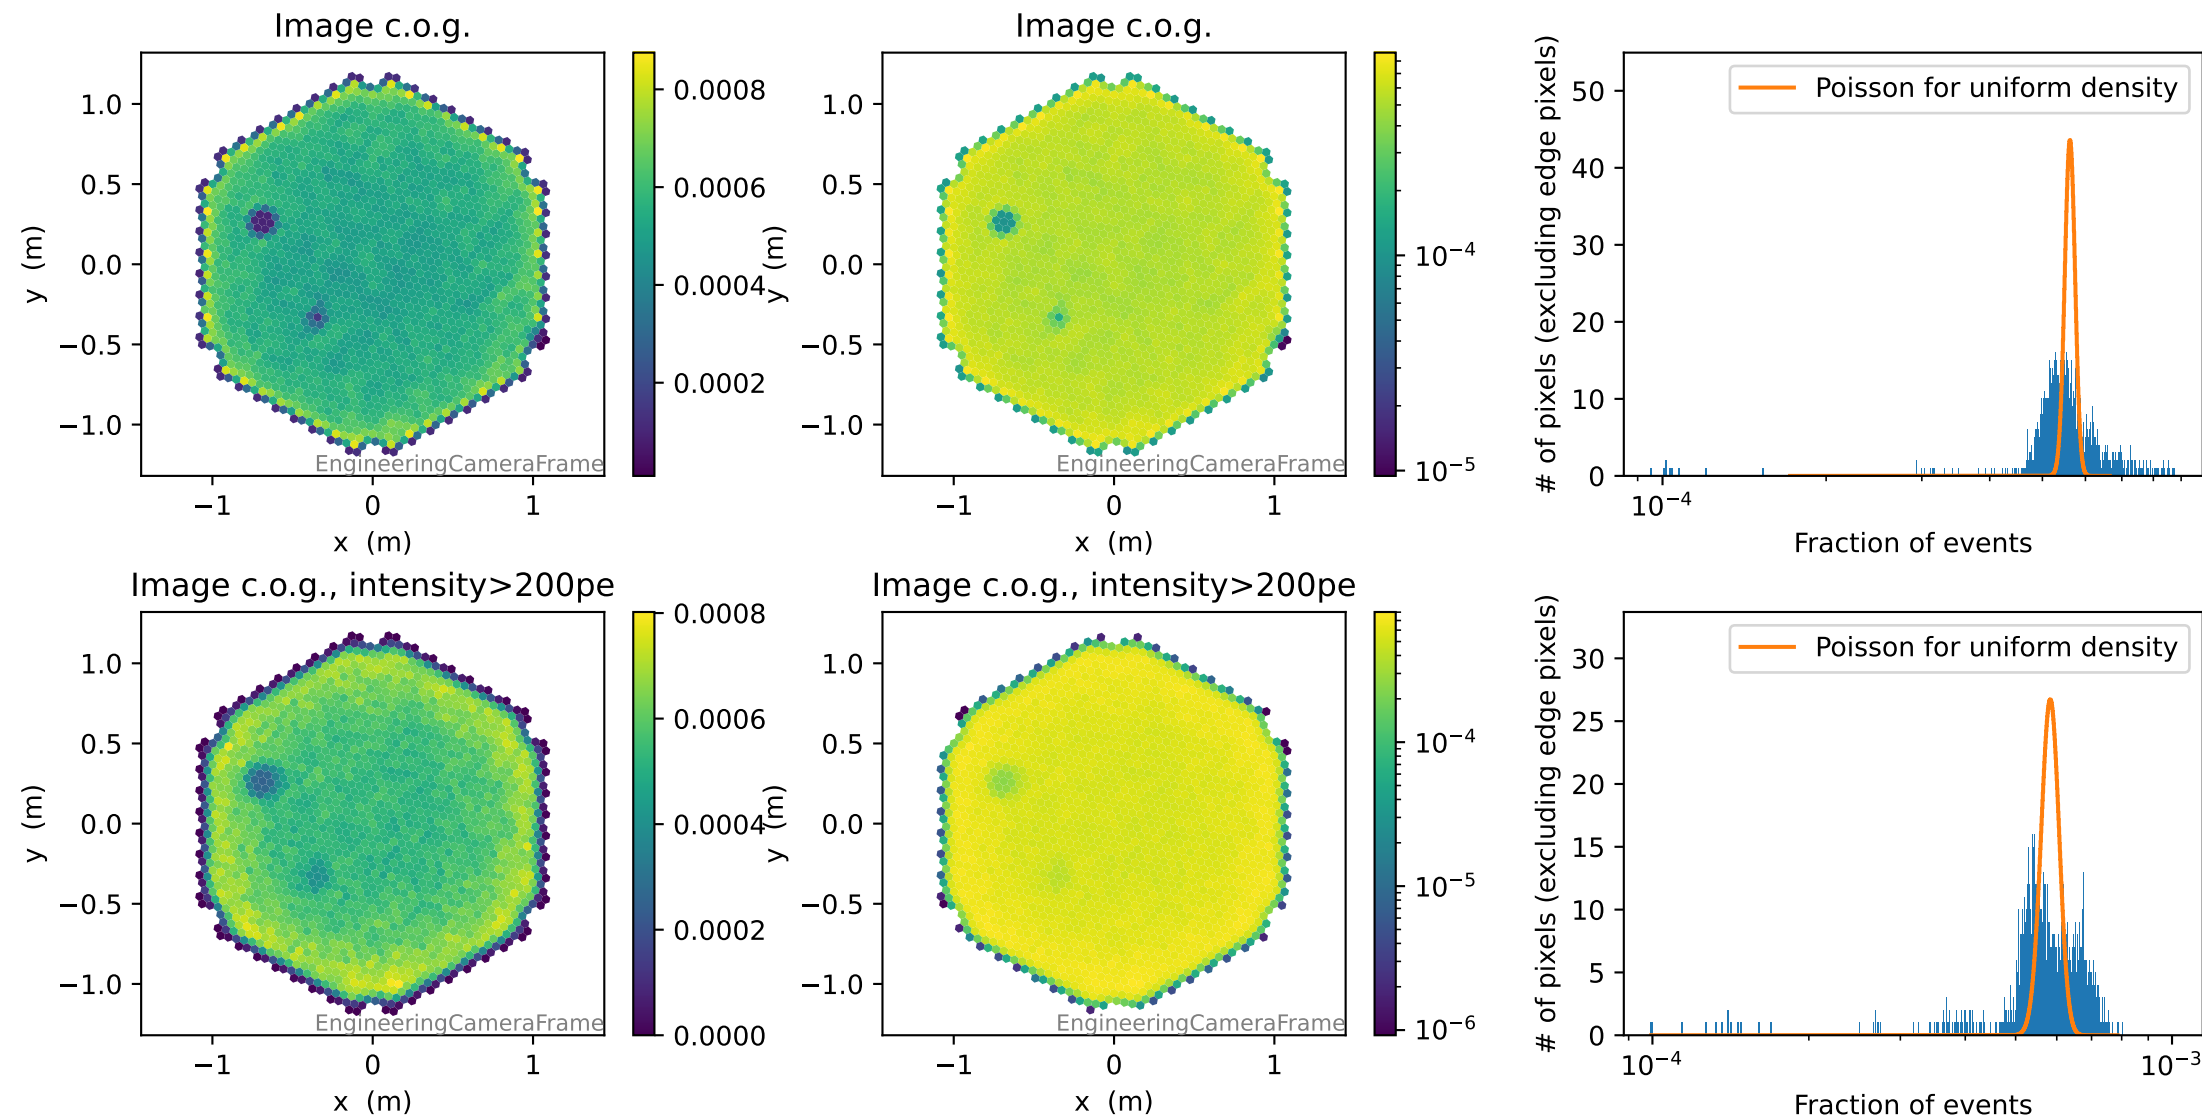 Image c.o.g.
1.0
0.5
0.0
−0.5
−1.0
y (m)
−1
0
1
x (m)
EngineeringCameraFrame
0.0008
0.0006
0.0004
0.0002
Image c.o.g.
1.0
0.5
0.0
−0.5
−1.0
y (m)
−1
0
1
x (m)
EngineeringCameraFrame
10⁻⁴
10⁻⁵
# of pixels (excluding edge pixels)
50
40
30
20
10
0
Poisson for uniform density
10⁻⁴
Fraction of events
Image c.o.g., intensity>200pe
1.0
0.5
0.0
−0.5
−1.0
y (m)
−1
0
1
x (m)
EngineeringCameraFrame
0.0008
0.0006
0.0004
0.0002
0.0000
Image c.o.g., intensity>200pe
1.0
0.5
0.0
−0.5
−1.0
y (m)
−1
0
1
x (m)
EngineeringCameraFrame
10⁻⁴
10⁻⁵
10⁻⁶
# of pixels (excluding edge pixels)
30
25
20
15
10
5
0
Poisson for uniform density
10⁻⁴
10⁻³
Fraction of events